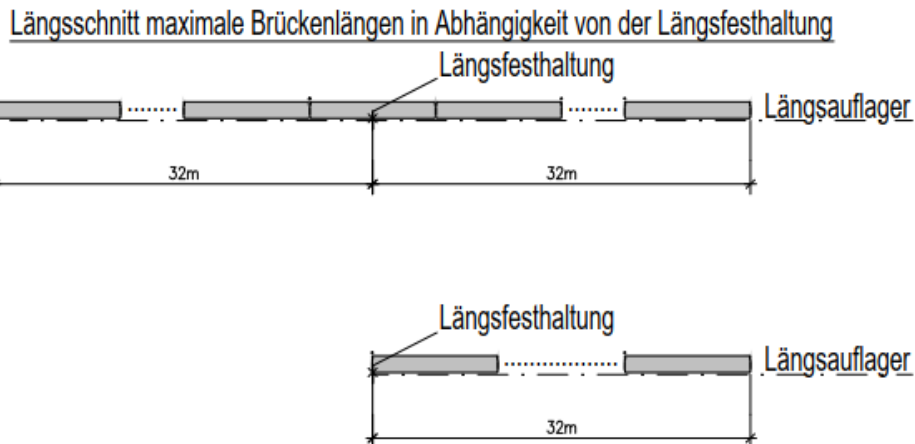 Längsschnitt maximale Brückenlängen in Abhängigkeit von der Längsfesthaltung
Längsfesthaltung
Längsauflager
32m 32m
Längsfesthaltung
Längsauflager
32m